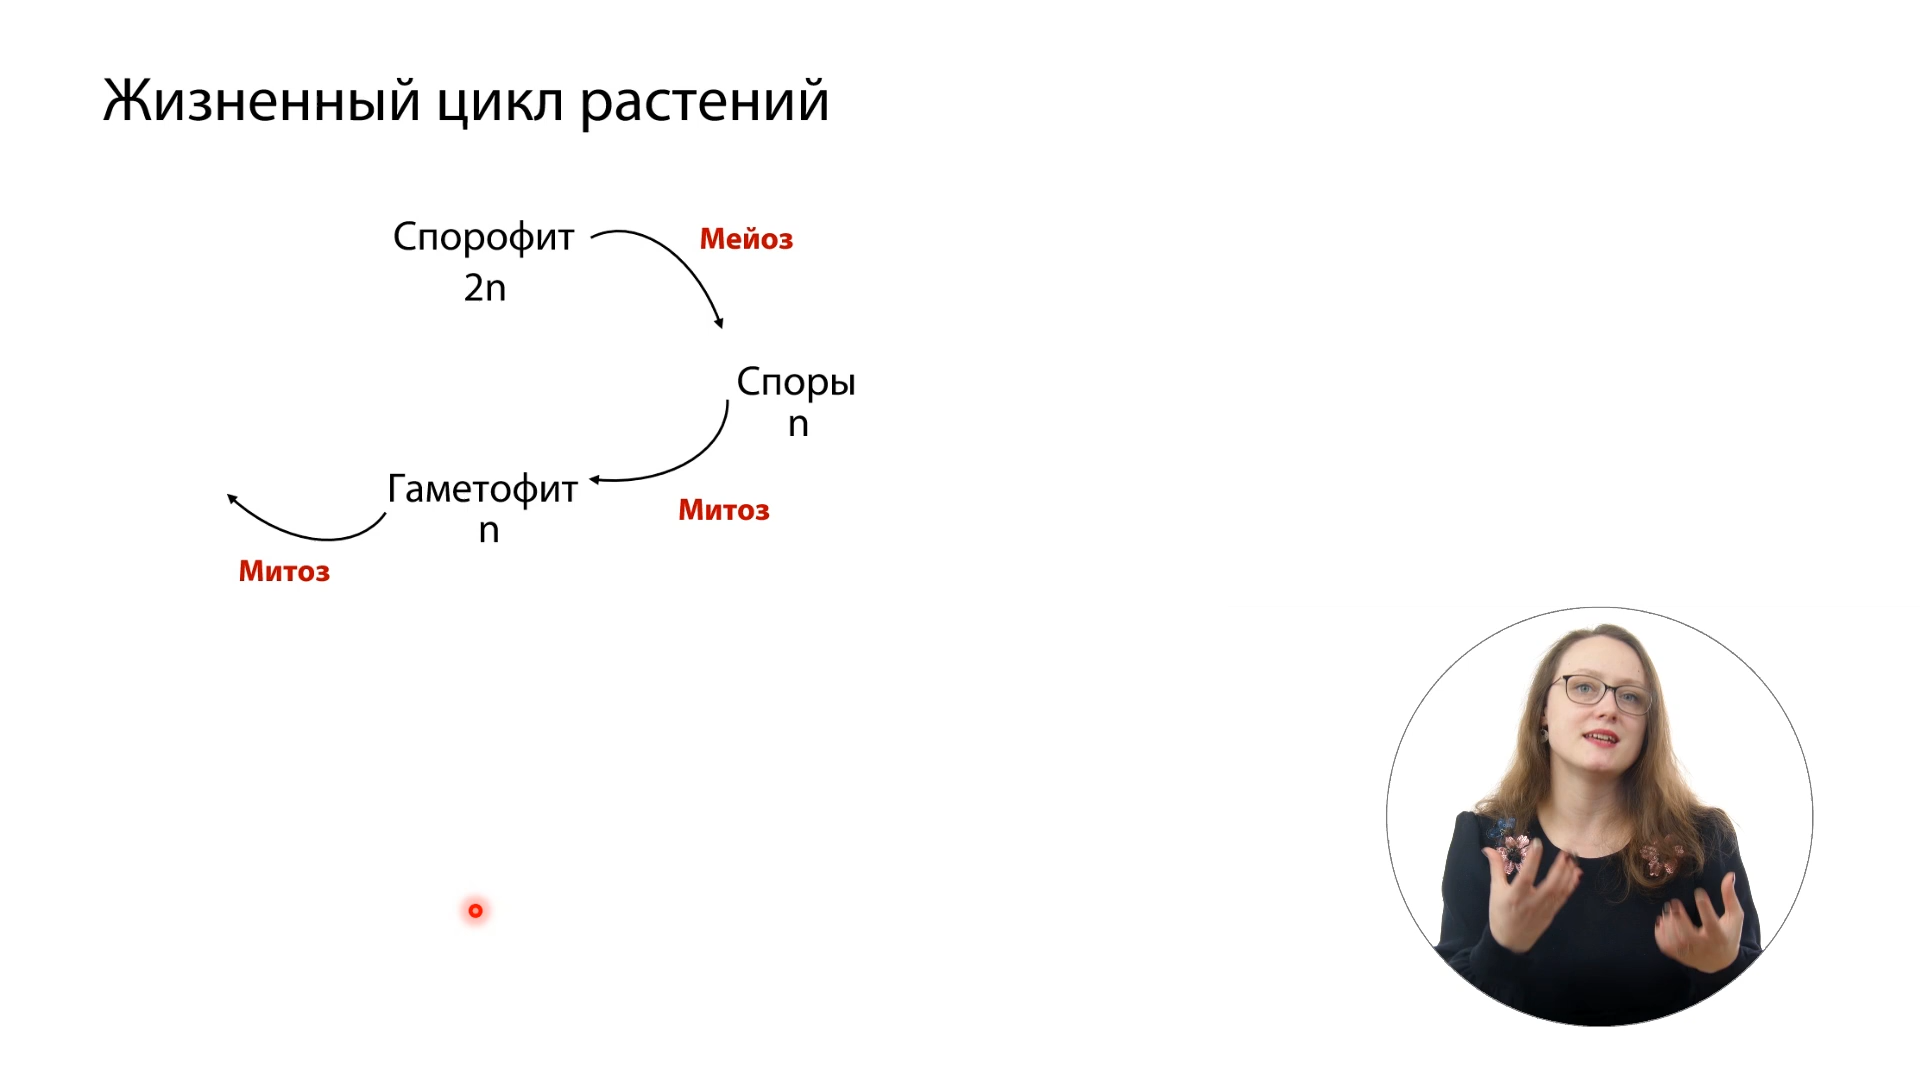 Жизненный цикл растений
Спорофит
2n
Мейоз
Споры
n
Гаметофит
n
Митоз
Митоз